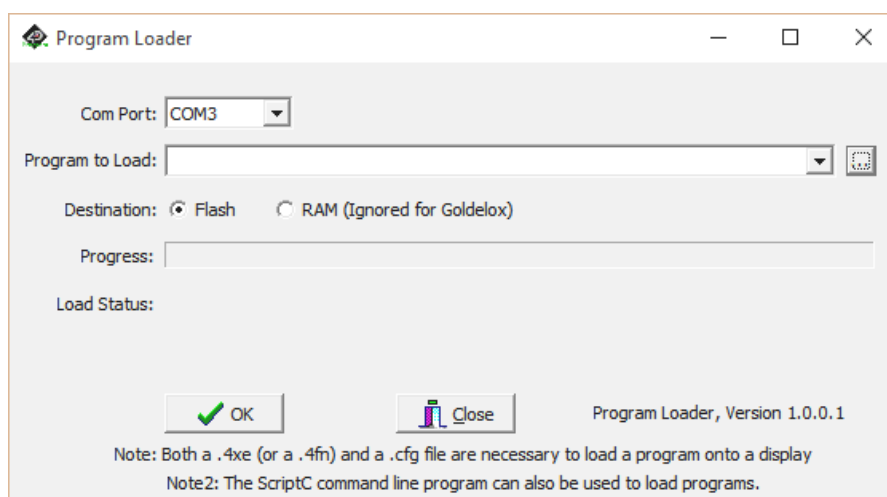 Program Loader
Com Port: COM3
Program to Load:
Destination: Flash RAM (Ignored for Goldelox)
Progress:
Load Status:
OK Close Program Loader, Version 1.0.0.1
Note: Both a .4xe (or a .4fn) and a .cfg file are necessary to load a program onto a display
Note2: The ScriptC command line program can also be used to load programs.